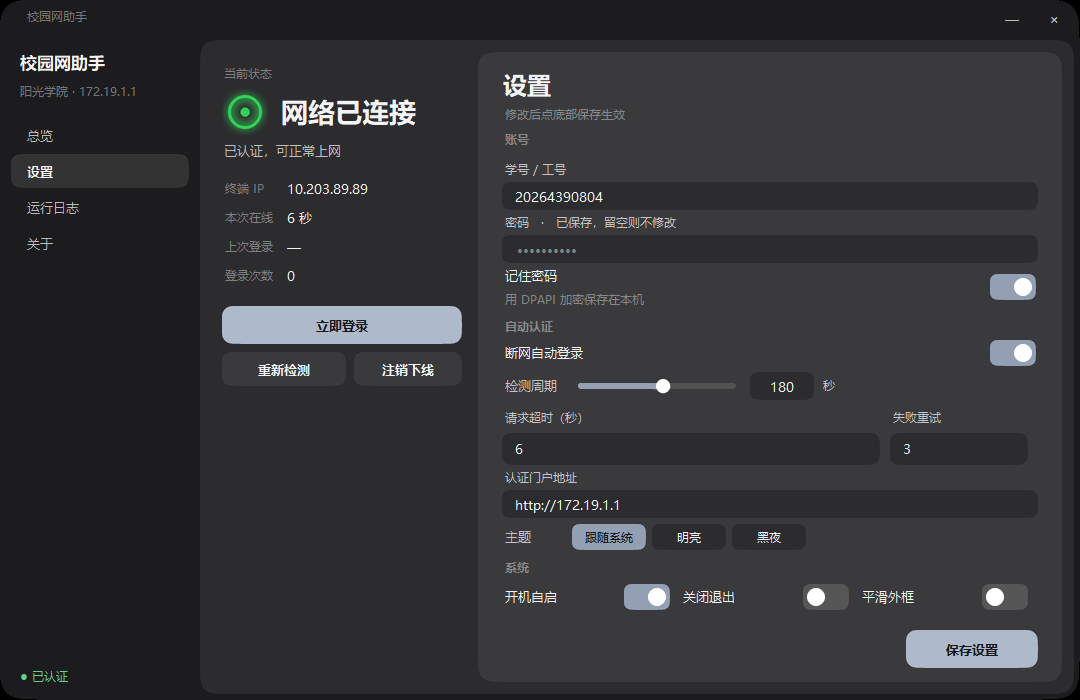 校园网助手
— ×
校园网助手
阳光学院 · 172.19.1.1
总览
设置
运行日志
关于
● 已认证
当前状态
网络已连接
已认证，可正常上网
终端 IP 10.203.89.89
本次在线 6 秒
上次登录 —
登录次数 0
立即登录
重新检测 注销下线
设置
修改后点底部保存生效
账号
学号 / 工号
20264390804
密码 · 已保存，留空则不修改
••••••••••
记住密码
用 DPAPI 加密保存在本机
自动认证
断网自动登录
检测周期 180 秒
请求超时（秒） 失败重试
6 3
认证门户地址
http://172.19.1.1
主题 跟随系统 明亮 黑夜
系统
开机自启 关闭退出 平滑外框
保存设置